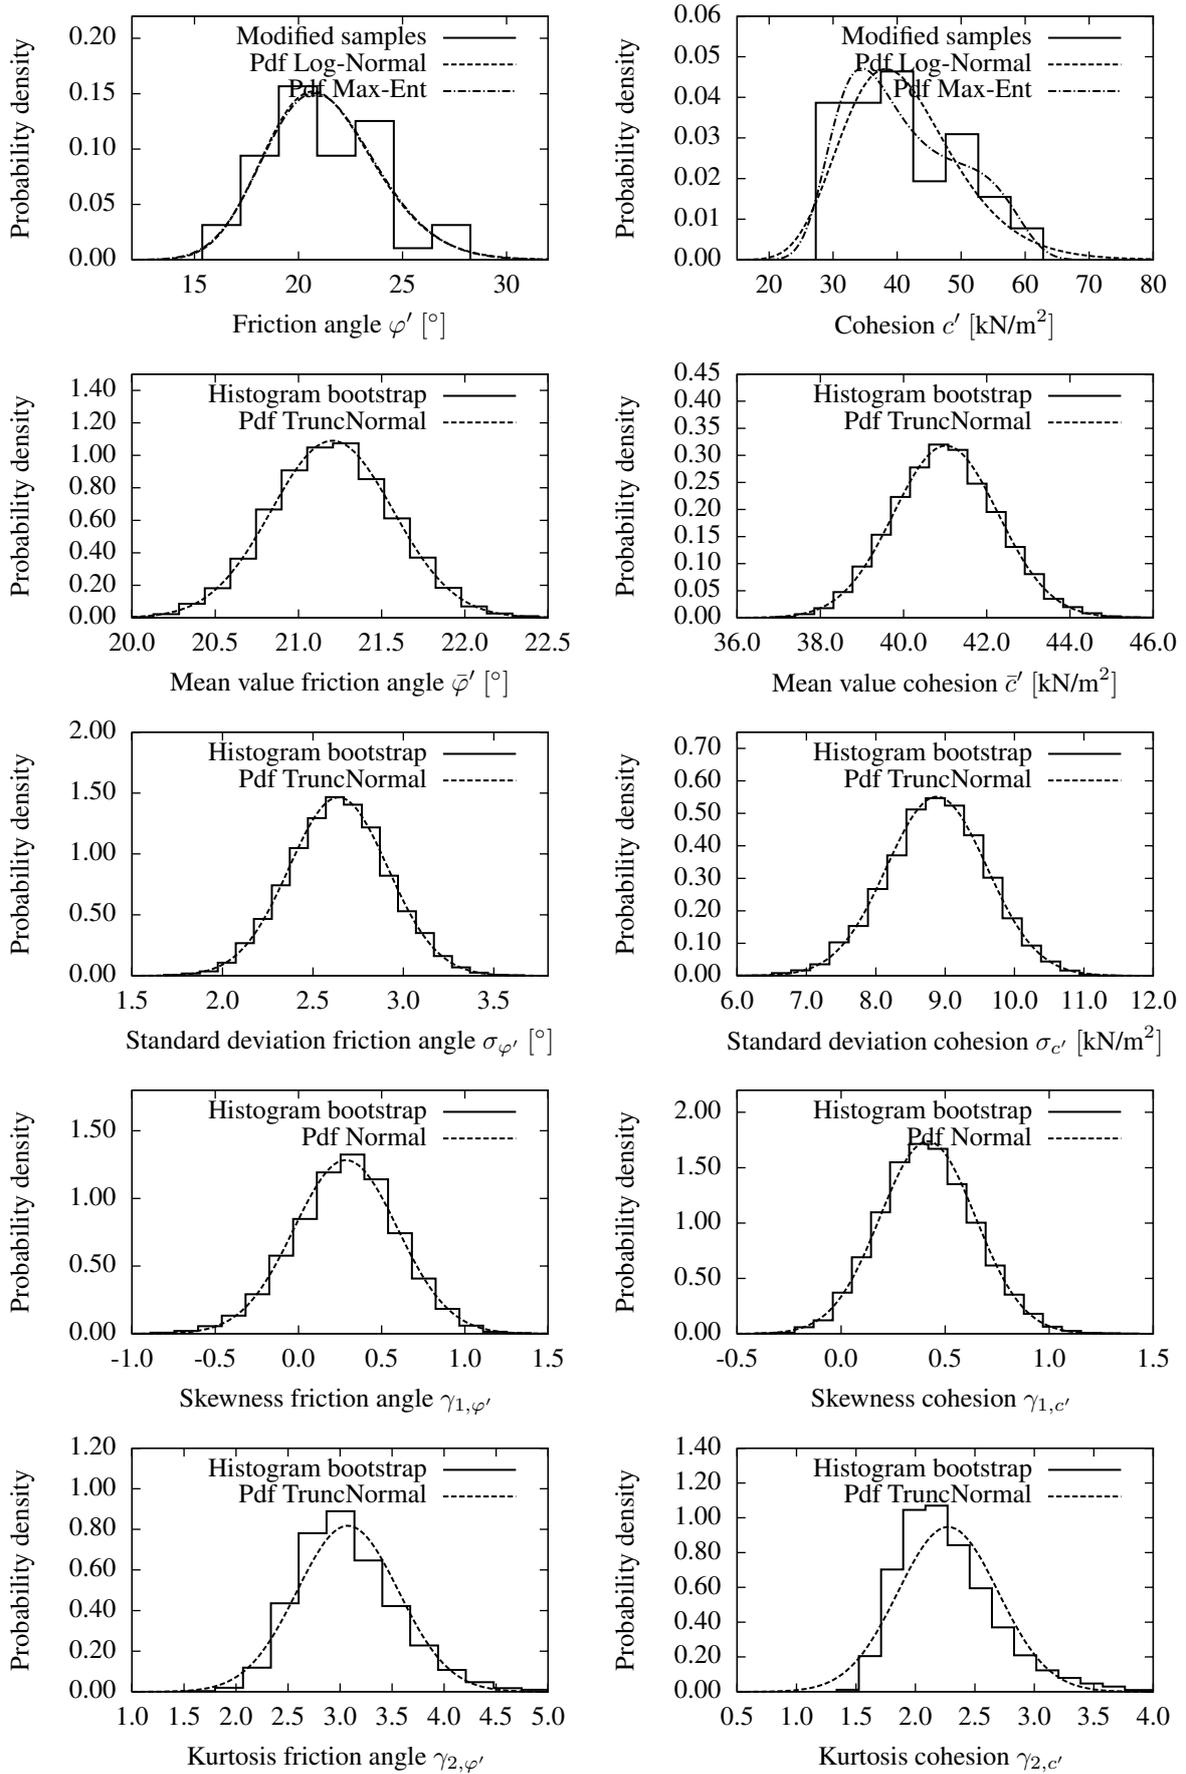 Probability density
0.20
0.15
0.10
0.05
0.00
Modified samples
Pdf Log-Normal
Pdf Max-Ent
15 20 25 30
Friction angle φ′ [°]
Probability density
0.06
0.05
0.04
0.03
0.02
0.01
0.00
Modified samples
Pdf Log-Normal
Pdf Max-Ent
20 30 40 50 60 70 80
Cohesion c′ [kN/m²]
Probability density
1.40
1.20
1.00
0.80
0.60
0.40
0.20
0.00
Histogram bootstrap
Pdf TruncNormal
20.0 20.5 21.0 21.5 22.0 22.5
Mean value friction angle φ̄′ [°]
Probability density
0.45
0.40
0.35
0.30
0.25
0.20
0.15
0.10
0.05
0.00
Histogram bootstrap
Pdf TruncNormal
36.0 38.0 40.0 42.0 44.0 46.0
Mean value cohesion c̄′ [kN/m²]
Probability density
2.00
1.50
1.00
0.50
0.00
Histogram bootstrap
Pdf TruncNormal
1.5 2.0 2.5 3.0 3.5
Standard deviation friction angle σφ′ [°]
Probability density
0.70
0.60
0.50
0.40
0.30
0.20
0.10
0.00
Histogram bootstrap
Pdf TruncNormal
6.0 7.0 8.0 9.0 10.0 11.0 12.0
Standard deviation cohesion σc′ [kN/m²]
Probability density
1.50
1.00
0.50
0.00
Histogram bootstrap
Pdf Normal
-1.0 -0.5 0.0 0.5 1.0 1.5
Skewness friction angle γ1,φ′
Probability density
2.00
1.50
1.00
0.50
0.00
Histogram bootstrap
Pdf Normal
-0.5 0.0 0.5 1.0 1.5
Skewness cohesion γ1,c′
Probability density
1.20
1.00
0.80
0.60
0.40
0.20
0.00
Histogram bootstrap
Pdf TruncNormal
1.0 1.5 2.0 2.5 3.0 3.5 4.0 4.5 5.0
Kurtosis friction angle γ2,φ′
Probability density
1.40
1.20
1.00
0.80
0.60
0.40
0.20
0.00
Histogram bootstrap
Pdf TruncNormal
0.5 1.0 1.5 2.0 2.5 3.0 3.5 4.0
Kurtosis cohesion γ2,c′